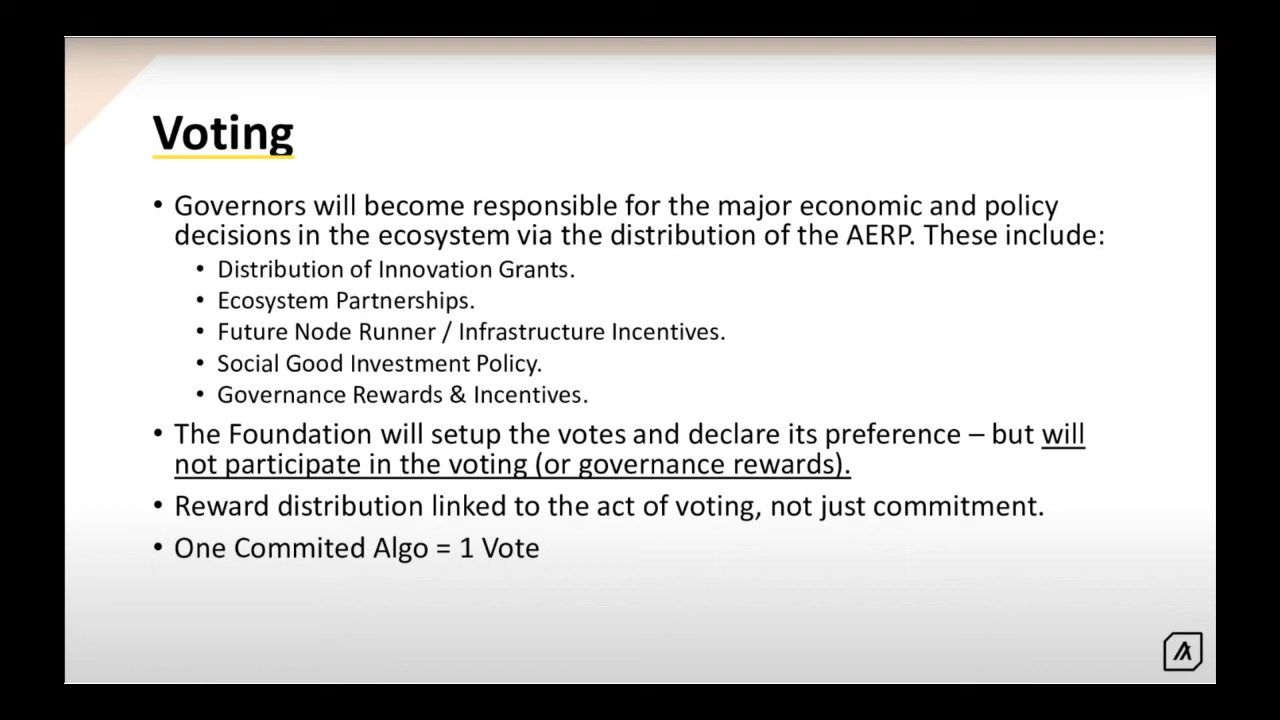 Voting
• Governors will become responsible for the major economic and policy
decisions in the ecosystem via the distribution of the AERP. These include:
• Distribution of Innovation Grants.
• Ecosystem Partnerships.
• Future Node Runner / Infrastructure Incentives.
• Social Good Investment Policy.
• Governance Rewards & Incentives.
• The Foundation will setup the votes and declare its preference – but will
not participate in the voting (or governance rewards).
• Reward distribution linked to the act of voting, not just commitment.
• One Commited Algo = 1 Vote